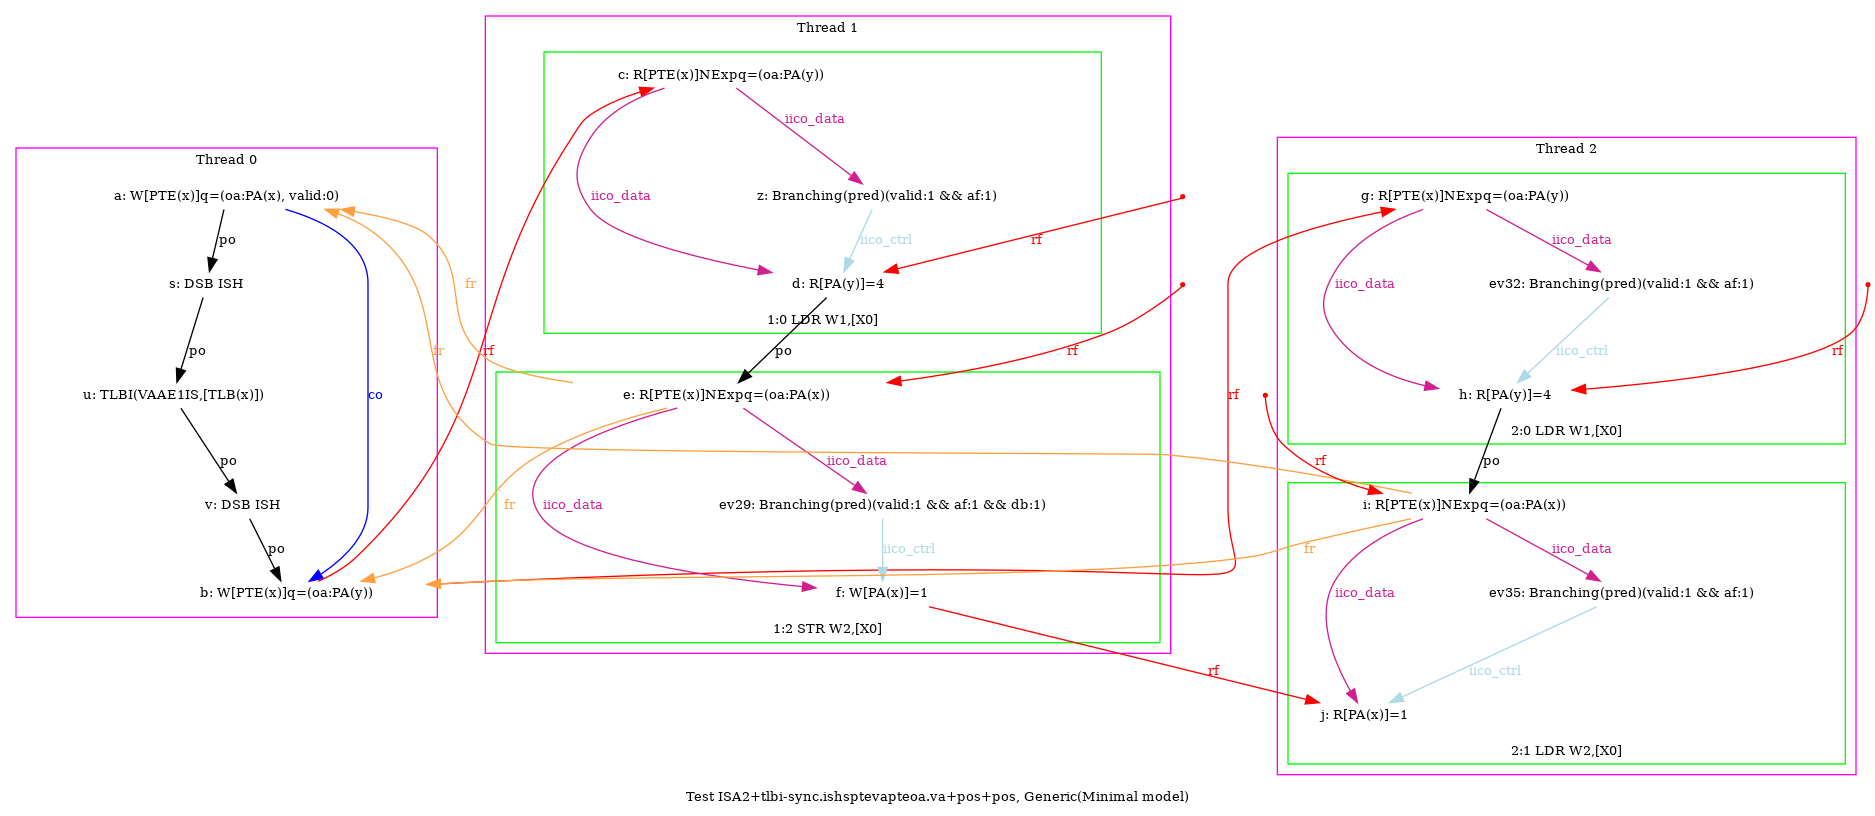 Thread 0
a: W[PTE(x)]q=(oa:PA(x), valid:0)
po
s: DSB ISH
po
u: TLBI(VAAE1IS,[TLB(x)])
po
v: DSB ISH
po
b: W[PTE(x)]q=(oa:PA(y))
co
fr
rf
fr
fr
Thread 1
c: R[PTE(x)]NExpq=(oa:PA(y))
iico_data
iico_data
z: Branching(pred)(valid:1 && af:1)
iico_ctrl
rf
d: R[PA(y)]=4
1:0 LDR W1,[X0]
po
rf
e: R[PTE(x)]NExpq=(oa:PA(x))
iico_data
iico_data
ev29: Branching(pred)(valid:1 && af:1 && db:1)
iico_ctrl
f: W[PA(x)]=1
1:2 STR W2,[X0]
rf
rf
Thread 2
g: R[PTE(x)]NExpq=(oa:PA(y))
iico_data
iico_data
ev32: Branching(pred)(valid:1 && af:1)
iico_ctrl
rf
h: R[PA(y)]=4
2:0 LDR W1,[X0]
po
rf
i: R[PTE(x)]NExpq=(oa:PA(x))
fr
iico_data
iico_data
ev35: Branching(pred)(valid:1 && af:1)
iico_ctrl
j: R[PA(x)]=1
2:1 LDR W2,[X0]
Test ISA2+tlbi-sync.ishsptevapteoa.va+pos+pos, Generic(Minimal model)